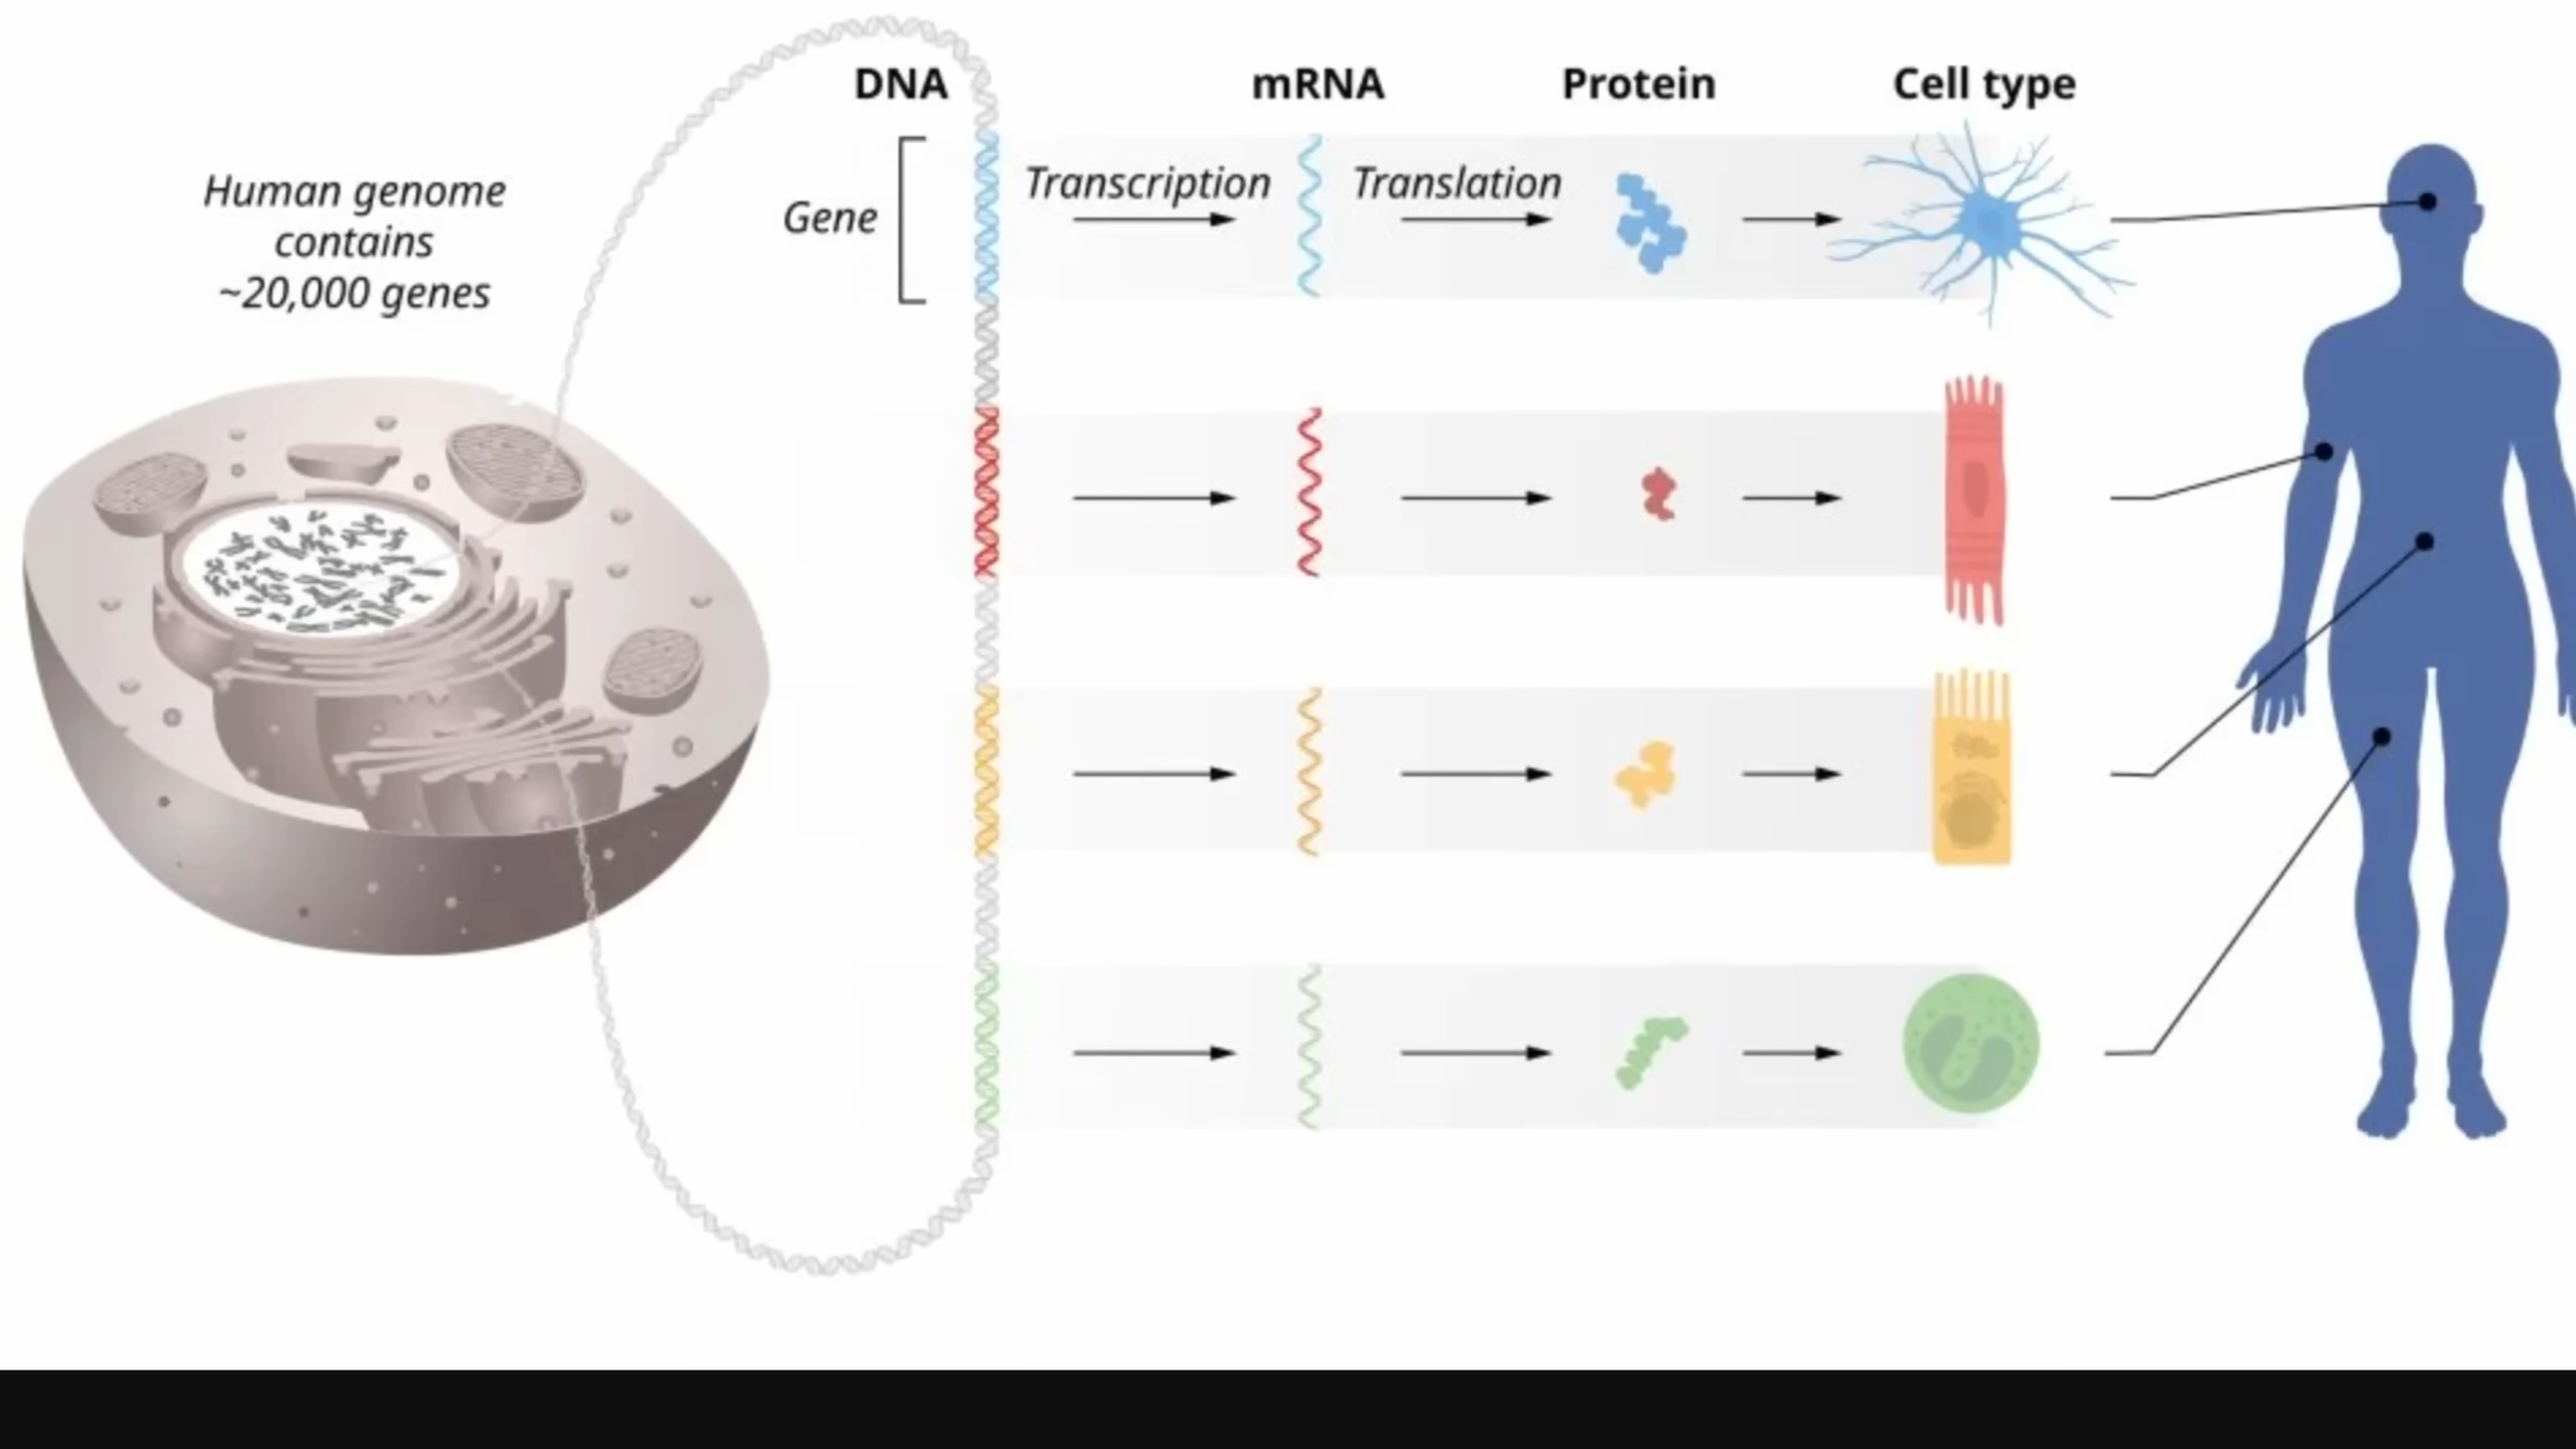 DNA
mRNA
Protein
Cell type
Human genome
contains
~20,000 genes
Gene
Transcription
Translation